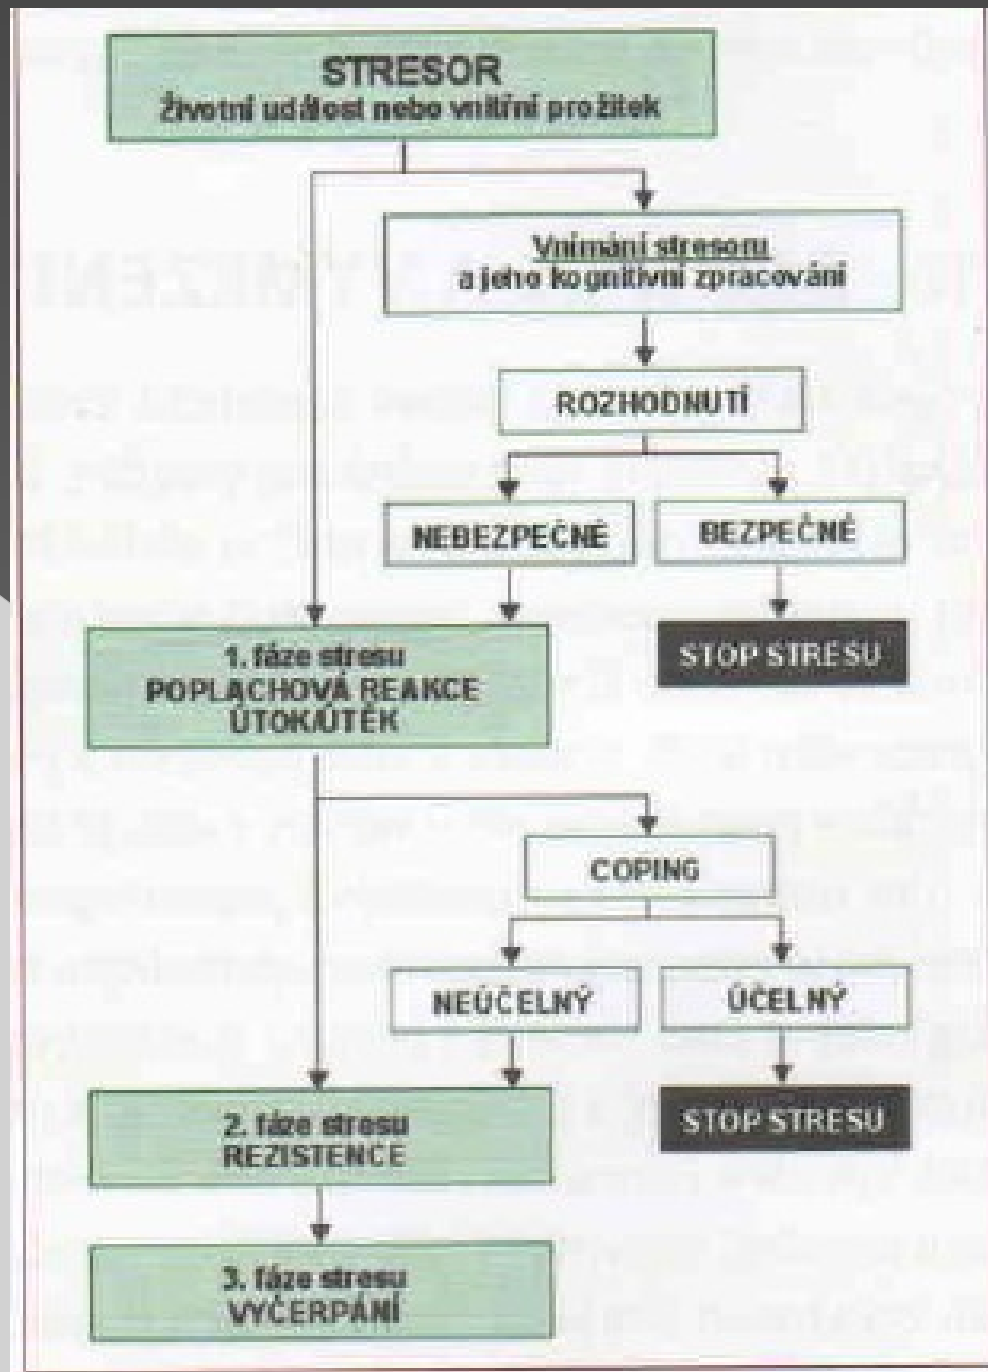 STRESOR
Životní událost nebo vnitřní prožitek
Vnímání stresoru
a jeho kognitivní zpracování
ROZHODNUTÍ
NEBEZPEČNÉ
BEZPEČNÉ
1. fáze stresu
POPLACHOVÁ REAKCE
ÚTOK/ÚTĚK
STOP STRESU
COPING
NEÚČELNÝ
ÚČELNÝ
2. fáze stresu
REZISTENCE
STOP STRESU
3. fáze stresu
VYČERPÁNÍ